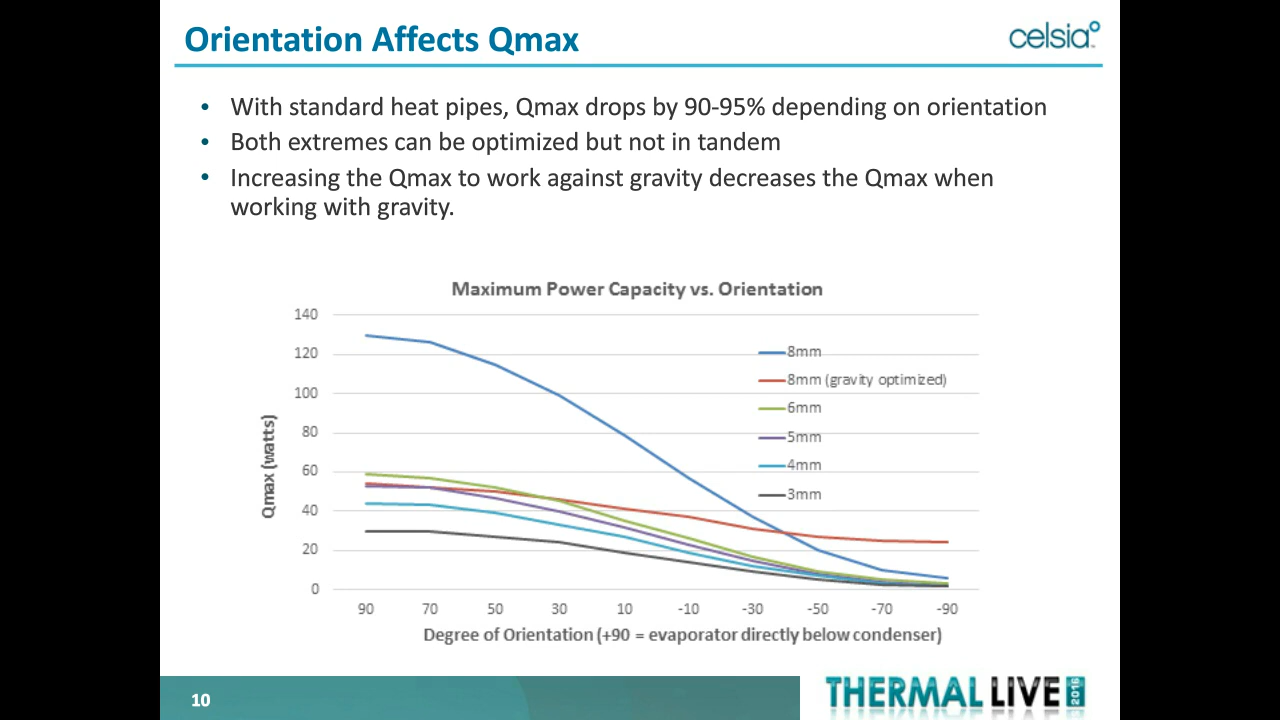 Orientation Affects Qmax
celsia
• With standard heat pipes, Qmax drops by 90-95% depending on orientation
• Both extremes can be optimized but not in tandem
• Increasing the Qmax to work against gravity decreases the Qmax when
working with gravity.
Maximum Power Capacity vs. Orientation
140
120
100
80
60
40
20
0
Qmax (watts)
8mm
8mm (gravity optimized)
6mm
5mm
4mm
3mm
90 70 50 30 10 -10 -30 -50 -70 -90
Degree of Orientation (+90 = evaporator directly below condenser)
10
THERMAL LIVE 2016